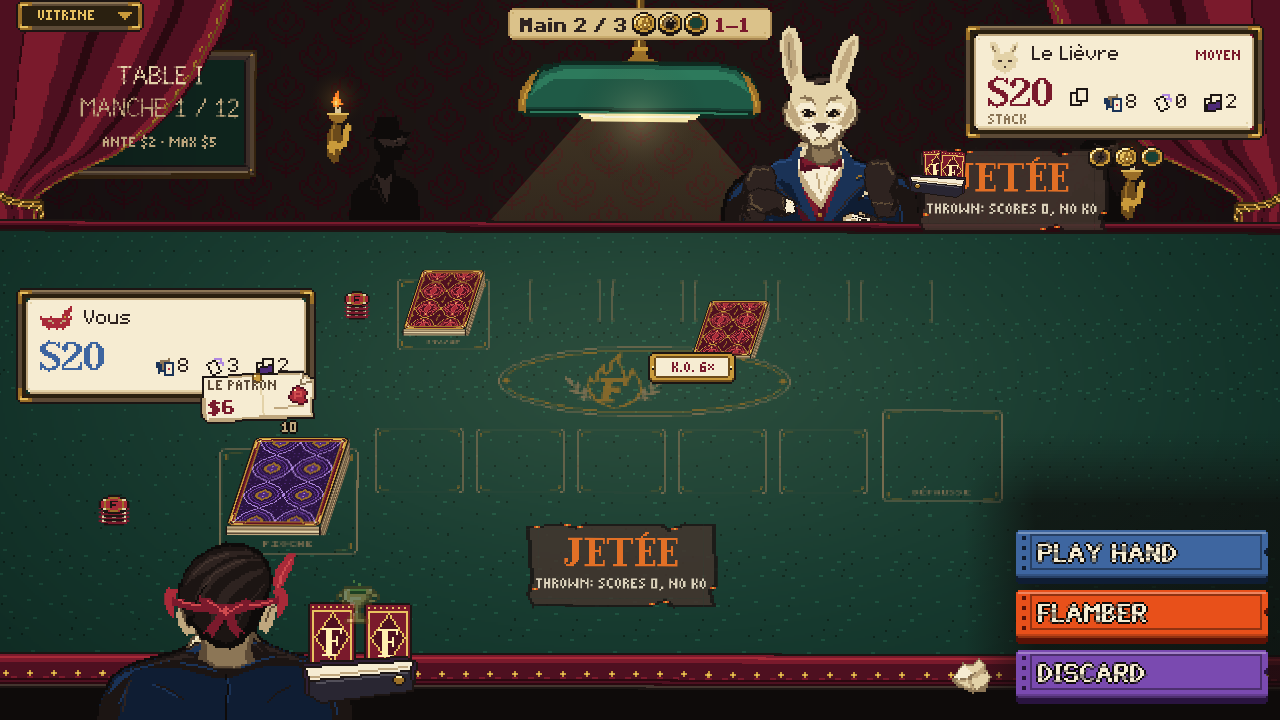 VITRINE
Main 2 / 3 1–1
TABLE I
MANCHE 1 / 12
ANTE $2 · MAX $5
Le Lièvre MOYEN
$20 8 0 2
STACK
JETÉE
THROWN: SCORES 0, NO KO
Vous
$20 8 3 2
LE PATRON
$6
10
K.O. 6×
F
PIOCHE
DÉFAUSSE
JETÉE
THROWN: SCORES 0, NO KO
F F
PLAY HAND
FLAMBER
DISCARD